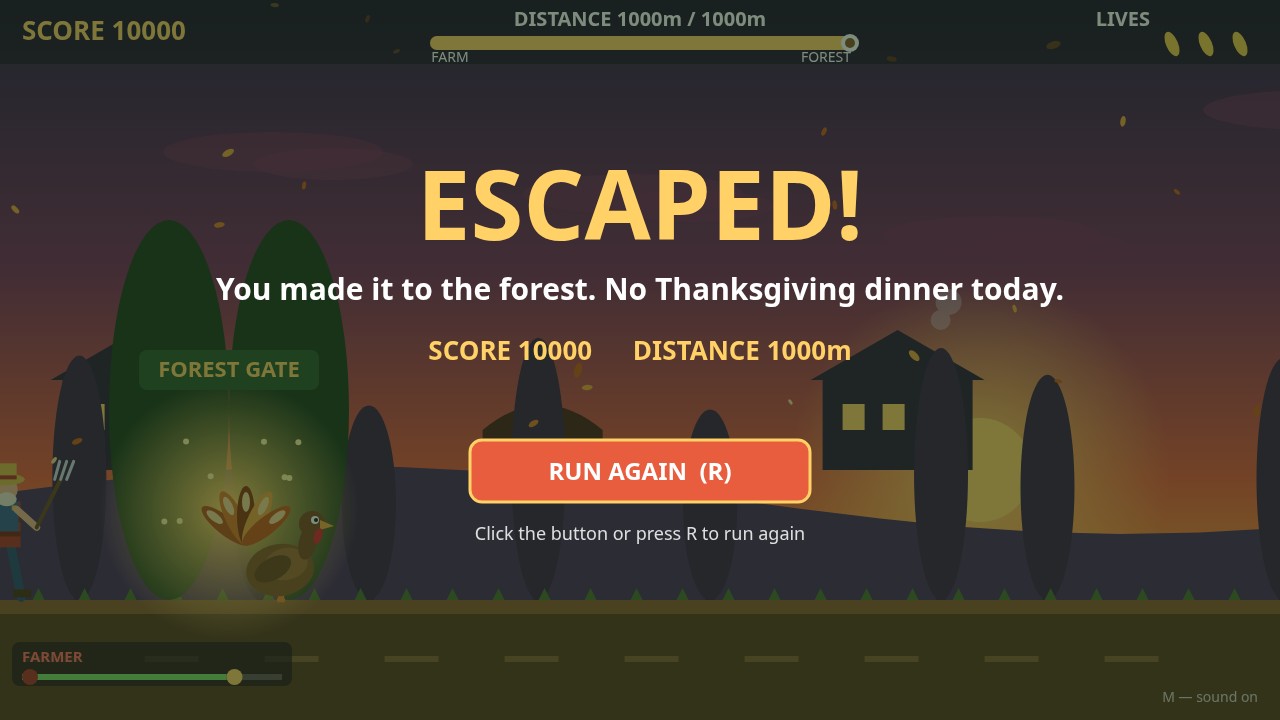 SCORE 10000
DISTANCE 1000m / 1000m
LIVES
FARM
FOREST
ESCAPED!
You made it to the forest. No Thanksgiving dinner today.
SCORE 10000 DISTANCE 1000m
FOREST GATE
RUN AGAIN (R)
Click the button or press R to run again
FARMER
M — sound on